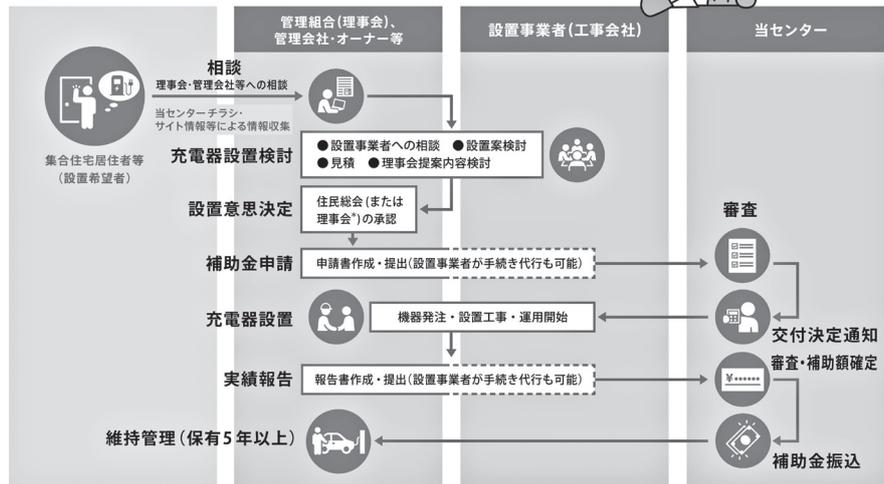 管理組合(理事会)、
管理会社・オーナー等
設置事業者(工事会社)
当センター
相談
理事会・管理会社等への相談
当センターチラシ・
サイト情報等による情報収集
集合住宅居住者等
(設置希望者)
充電器設置検討
●設置事業者への相談 ●設置案検討
●見積 ●理事会提案内容検討
設置意思決定
住民総会(または
理事会*)の承認
審査
補助金申請
申請書作成・提出(設置事業者が手続き代行も可能)
充電器設置
機器発注・設置工事・運用開始
交付決定通知
審査・補助額確定
実績報告
報告書作成・提出(設置事業者が手続き代行も可能)
¥••••••
維持管理(保有5年以上)
補助金振込